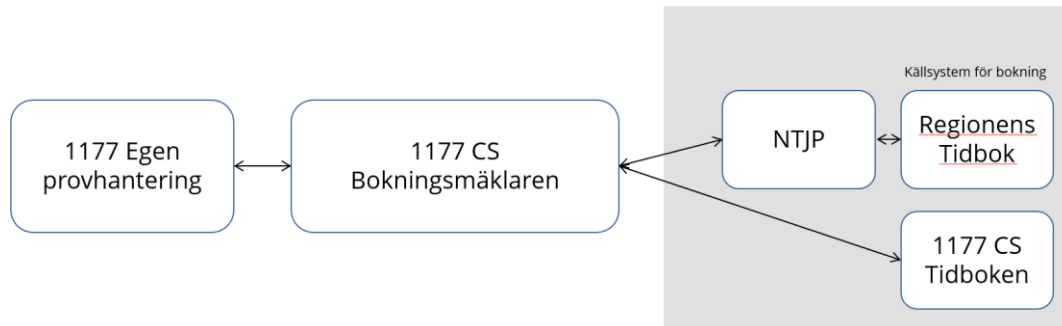 1177 Egen
provhantering
1177 CS
Bokningsmäklaren
NTJP
Källsystem för bokning
Regionens
Tidbok
1177 CS
Tidboken